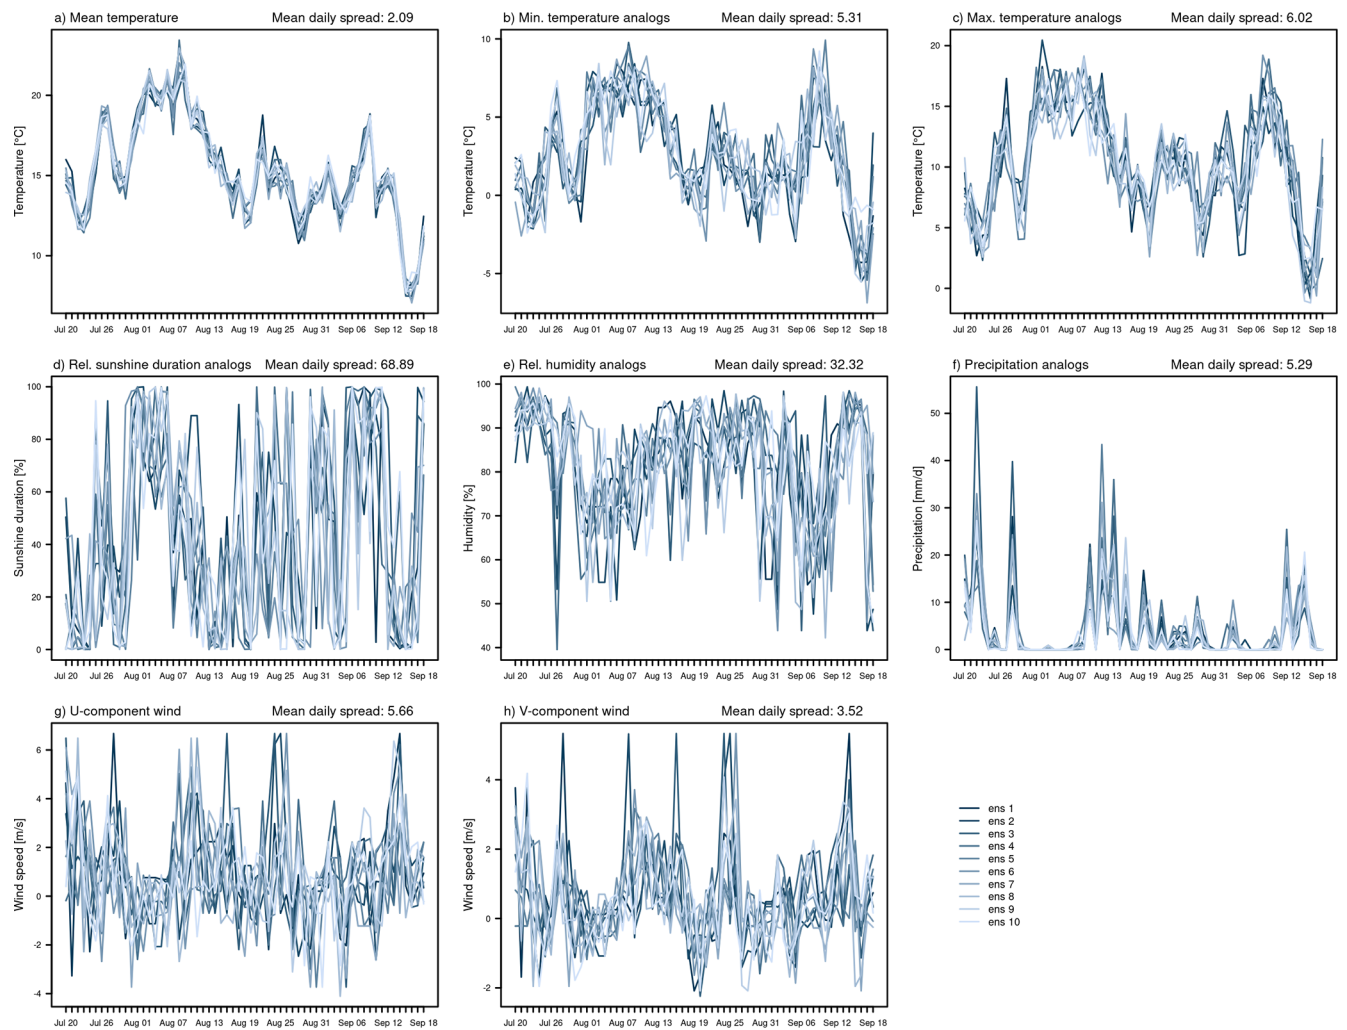 a) Mean temperature Mean daily spread: 2.09
b) Min. temperature analogs Mean daily spread: 5.31
c) Max. temperature analogs Mean daily spread: 6.02
Temperature [°C]
20
15
10
Jul 20 Jul 26 Aug 01 Aug 07 Aug 13 Aug 19 Aug 25 Aug 31 Sep 06 Sep 12 Sep 18
Temperature [°C]
10
5
0
-5
Jul 20 Jul 26 Aug 01 Aug 07 Aug 13 Aug 19 Aug 25 Aug 31 Sep 06 Sep 12 Sep 18
Temperature [°C]
20
15
10
5
0
Jul 20 Jul 26 Aug 01 Aug 07 Aug 13 Aug 19 Aug 25 Aug 31 Sep 06 Sep 12 Sep 18
d) Rel. sunshine duration analogs Mean daily spread: 68.89
e) Rel. humidity analogs Mean daily spread: 32.32
f) Precipitation analogs Mean daily spread: 5.29
Sunshine duration [%]
100
80
60
40
20
0
Jul 20 Jul 26 Aug 01 Aug 07 Aug 13 Aug 19 Aug 25 Aug 31 Sep 06 Sep 12 Sep 18
Humidity [%]
100
90
80
70
60
50
40
Jul 20 Jul 26 Aug 01 Aug 07 Aug 13 Aug 19 Aug 25 Aug 31 Sep 06 Sep 12 Sep 18
Precipitation [mm/d]
50
40
30
20
10
0
Jul 20 Jul 26 Aug 01 Aug 07 Aug 13 Aug 19 Aug 25 Aug 31 Sep 06 Sep 12 Sep 18
g) U-component wind Mean daily spread: 5.66
h) V-component wind Mean daily spread: 3.52
Wind speed [m/s]
6
4
2
0
-2
-4
Jul 20 Jul 26 Aug 01 Aug 07 Aug 13 Aug 19 Aug 25 Aug 31 Sep 06 Sep 12 Sep 18
Wind speed [m/s]
4
2
0
-2
Jul 20 Jul 26 Aug 01 Aug 07 Aug 13 Aug 19 Aug 25 Aug 31 Sep 06 Sep 12 Sep 18
ens 1
ens 2
ens 3
ens 4
ens 5
ens 6
ens 7
ens 8
ens 9
ens 10